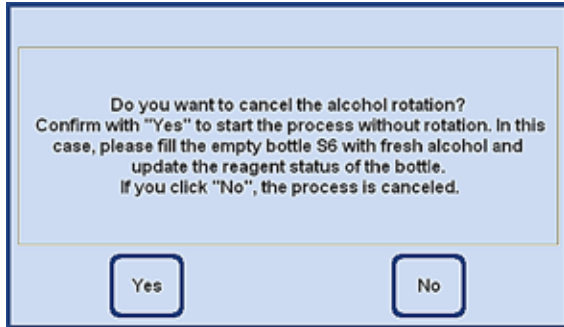 Do you want to cancel the alcohol rotation?
Confirm with "Yes" to start the process without rotation. In this
case, please fill the empty bottle S6 with fresh alcohol and
update the reagent status of the bottle.
If you click "No", the process is canceled.
Yes
No